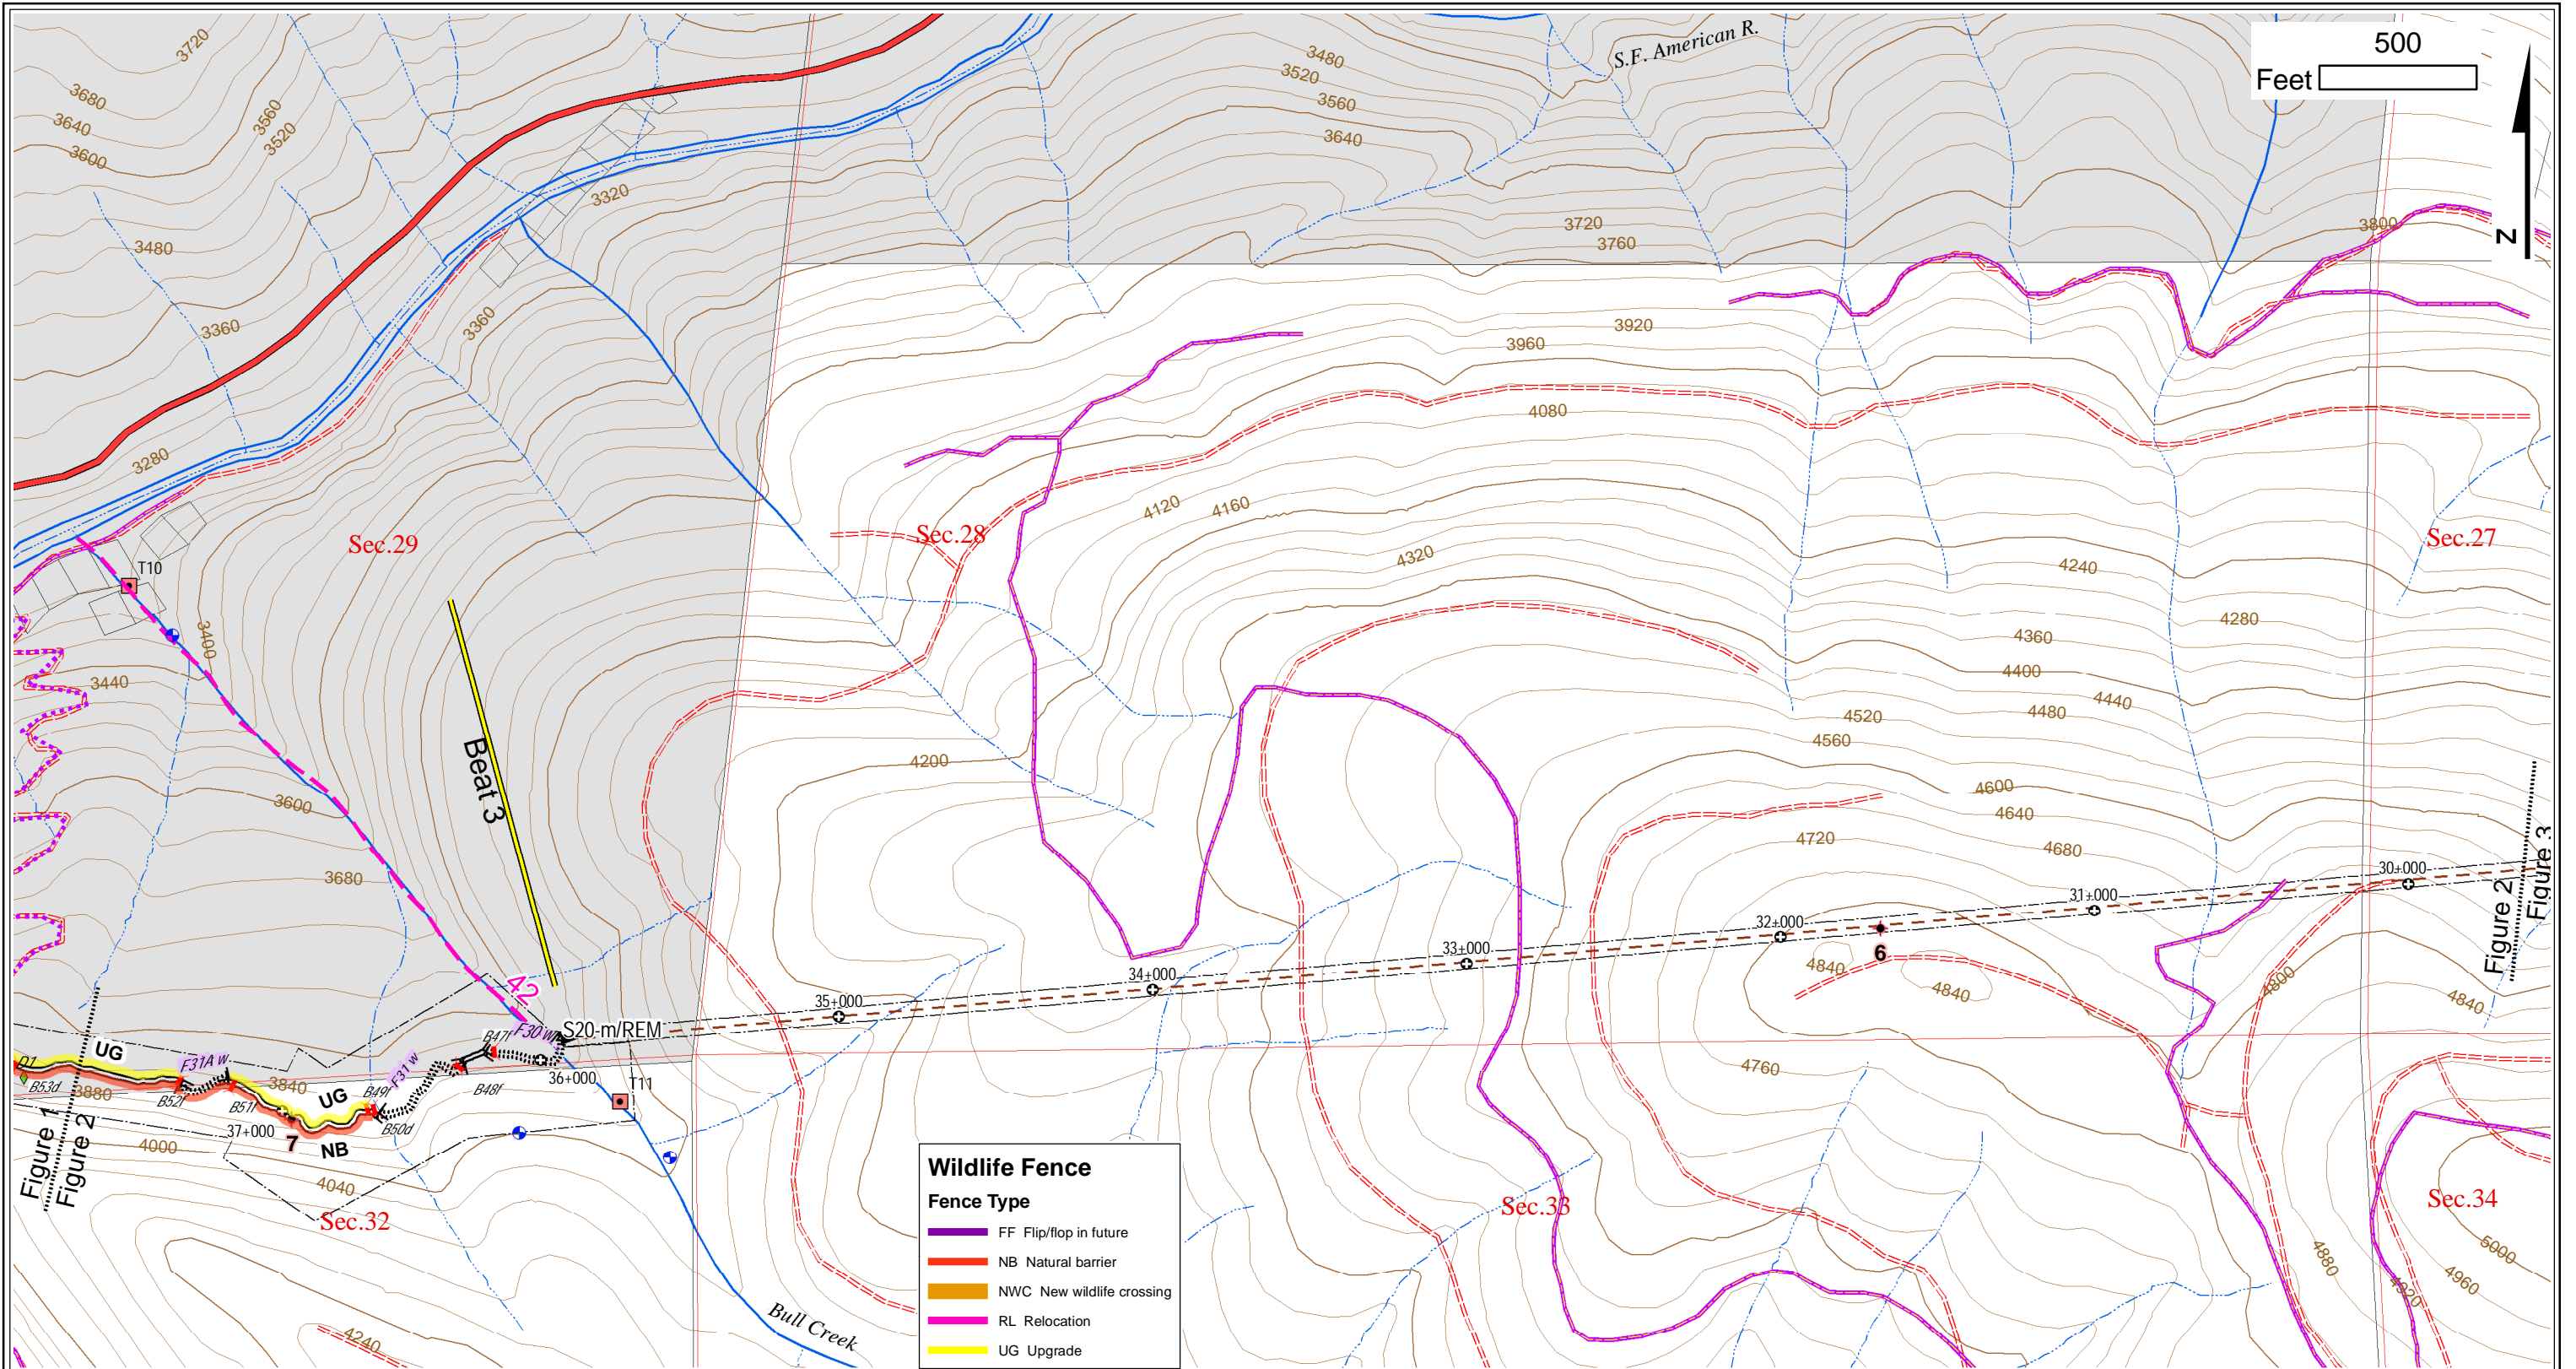 3720
3680
3640
3600
3560
3520
3480
3360
3280
3320
3360
3480
3520
3560
3640
S.F. American R.
500
Feet
N
3720
3760
3800
3920
3960
4080
4120
4160
4320
Sec.29
Sec.28
Sec.27
4240
4280
4360
4400
4440
4480
4520
4560
4600
4640
4680
4720
T10
3400
3440
3600
3680
Beat 3
4200
42
S20-m/REM
35+000
34+000
33+000
32+000
31+000
30+000
6
4840
4840
4800
4840
4760
Figure 2
Figure 3
D1
UG
F31A w
F31 w
B47f
F30 w
B53d
3880
B52f
3840
B51f
UG
B49f
B50d
B48f
36+000
T11
37+000
7
NB
4000
4040
Figure 1
Figure 2
Sec.32
4240
Bull Creek
Sec.33
Sec.34
5000
4960
4920
4880
Wildlife Fence
Fence Type
FF Flip/flop in future
NB Natural barrier
NWC New wildlife crossing
RL Relocation
UG Upgrade